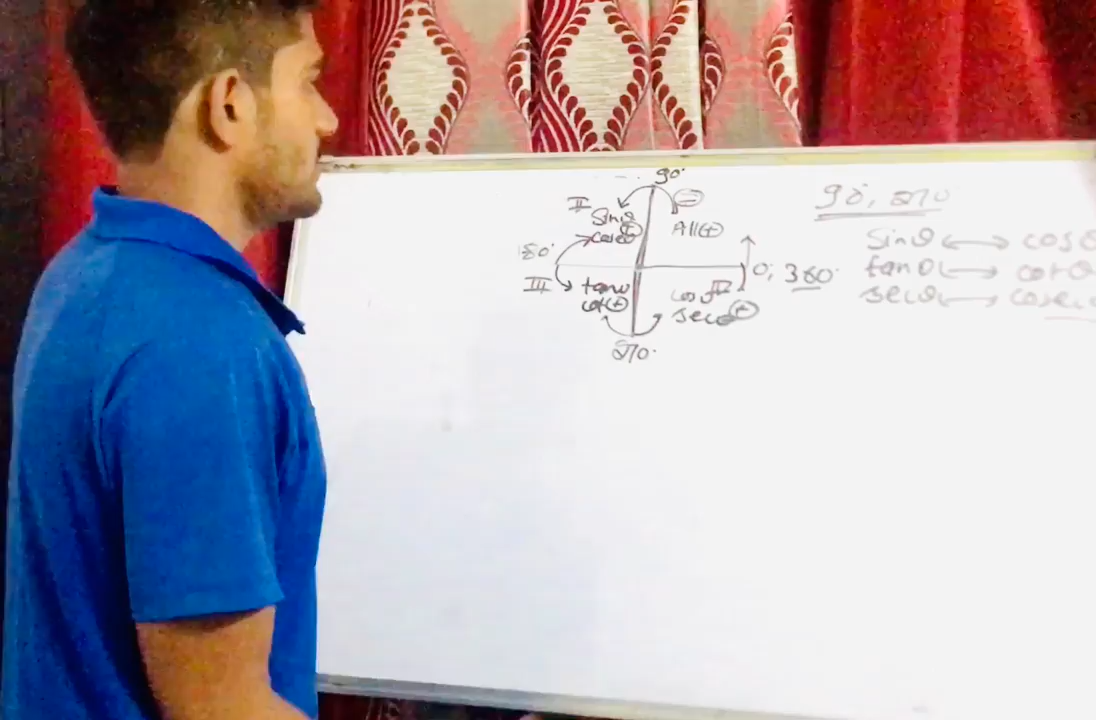 90°
II
Sinθ
cosecθ (+)
All (+)
180°
0°, 360°
III
tanθ
cotθ (+)
cosθ IV
secθ (+)
270°
90°, 270°
Sinθ ⟷ cosθ
tanθ ⟷ cotθ
secθ ⟷ cosecθ